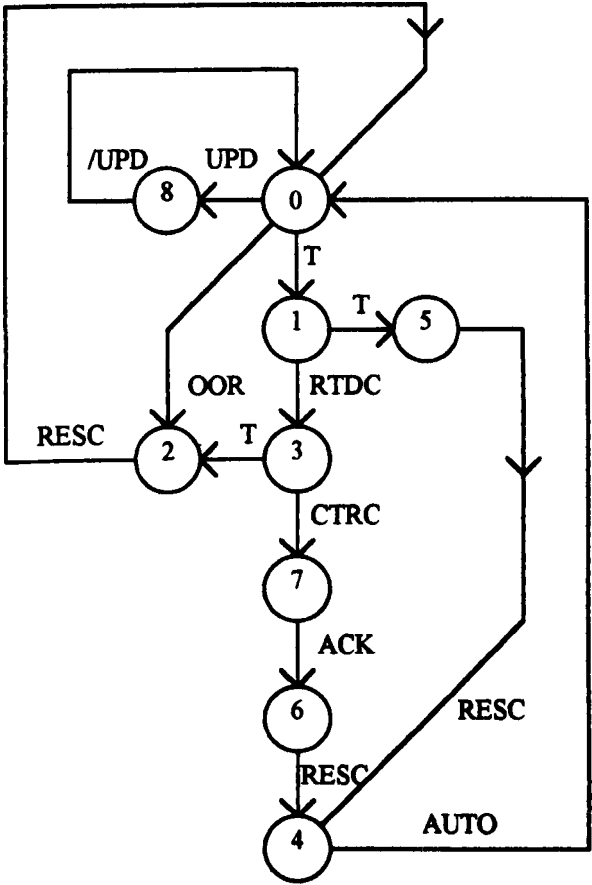 /UPD UPD
8 0
T
1 T 5
OOR RTDC
RESC 2 T 3
CTRC
7
ACK
6
RESC
RESC
AUTO
4